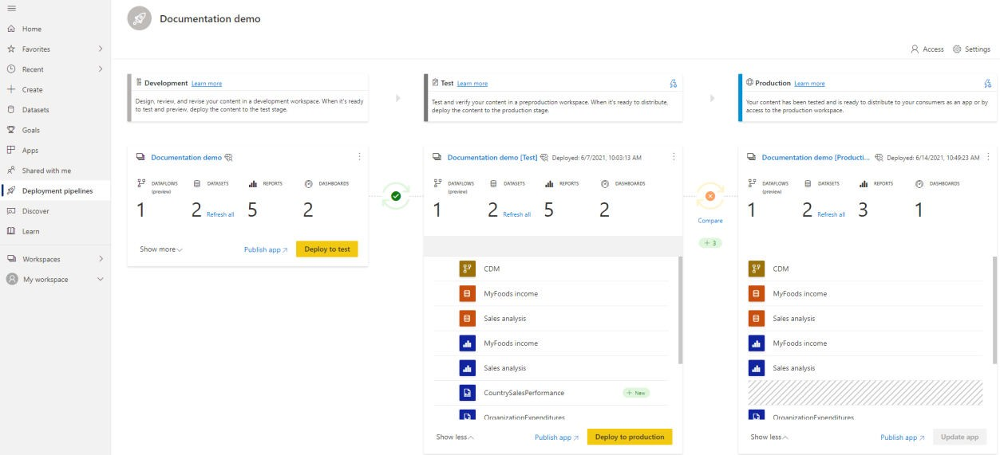 Documentation demo
Home
Favorites
Recent
Create
Datasets
Goals
Apps
Shared with me
Deployment pipelines
Discover
Learn
Workspaces
My workspace
Access Settings
Development Learn more
Design, review, and revise your content in a development workspace. When it's ready
to test and preview, deploy the content to the test stage.
Test Learn more
Test and verify your content in a preproduction workspace. When it's ready to distribute,
deploy the content to the production stage.
Production Learn more
Your content has been tested and is ready to distribute to your consumers as an app or by
access to the production workspace.
Documentation demo
DATAFLOWS DATASETS REPORTS DASHBOARDS
(preview)
1 2 Refresh all 5 2
Show more Publish app Deploy to test
Documentation demo [Test] Deployed: 6/7/2021, 10:03:13 AM
DATAFLOWS DATASETS REPORTS DASHBOARDS
(preview)
1 2 Refresh all 5 2
CDM
MyFoods income
Sales analysis
MyFoods income
Sales analysis
CountrySalesPerformance + New
OrganizationExpenditures
Show less Publish app Deploy to production
Compare
+ 3
Documentation demo [Producti... Deployed: 6/14/2021, 10:49:23 AM
DATAFLOWS DATASETS REPORTS DASHBOARDS
(preview)
1 2 Refresh all 3 1
CDM
MyFoods income
Sales analysis
MyFoods income
Sales analysis
OrganizationExpenditures
Show less Publish app Update app